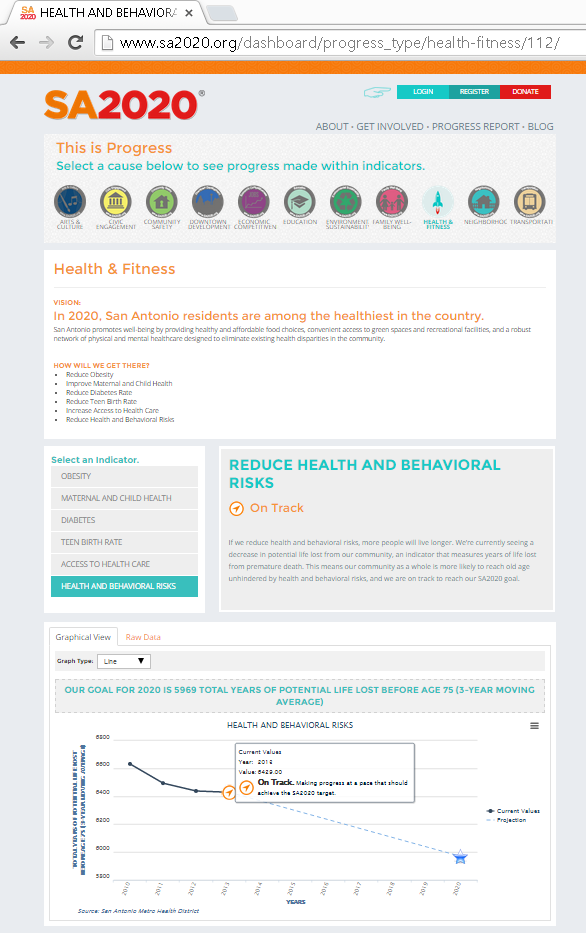 HEALTH AND BEHAVIORA
www.sa2020.org/dashboard/progress_type/health-fitness/112/
SA2020®
LOGIN REGISTER DONATE
ABOUT • GET INVOLVED • PROGRESS REPORT • BLOG
This is Progress
Select a cause below to see progress made within indicators.
ARTS & CULTURE
CIVIC ENGAGEMENT
COMMUNITY SAFETY
DOWNTOWN DEVELOPMENT
ECONOMIC COMPETITIVEN
EDUCATION
ENVIRONMENT SUSTAINABILIT
FAMILY WELL-BEING
HEALTH & FITNESS
NEIGHBORHOO
TRANSPORTATI
Health & Fitness
VISION:
In 2020, San Antonio residents are among the healthiest in the country.
San Antonio promotes well-being by providing healthy and affordable food choices, convenient access to green spaces and recreational facilities, and a robust
network of physical and mental healthcare designed to eliminate existing health disparities in the community.
HOW WILL WE GET THERE?
• Reduce Obesity
• Improve Maternal and Child Health
• Reduce Diabetes Rate
• Reduce Teen Birth Rate
• Increase Access to Health Care
• Reduce Health and Behavioral Risks
Select an Indicator.
OBESITY
MATERNAL AND CHILD HEALTH
DIABETES
TEEN BIRTH RATE
ACCESS TO HEALTH CARE
HEALTH AND BEHAVIORAL RISKS
REDUCE HEALTH AND BEHAVIORAL
RISKS
On Track
If we reduce health and behavioral risks, more people will live longer. We're currently seeing a
decrease in potential life lost from our community, an indicator that measures years of life lost
from premature death. This means our community as a whole is more likely to reach old age
unhindered by health and behavioral risks, and we are on track to reach our SA2020 goal.
Graphical View Raw Data
Graph Type: Line
OUR GOAL FOR 2020 IS 5969 TOTAL YEARS OF POTENTIAL LIFE LOST BEFORE AGE 75 (3-YEAR MOVING
AVERAGE)
HEALTH AND BEHAVIORAL RISKS
TOTAL YEARS OF POTENTIAL LIFE LOST
BEFORE AGE 75 (3-YEAR MOVING AVERAGE)
6800
6600
6400
6200
6000
5800
Current Values
Year: 2013
Value: 6429.00
On Track. Making progress at a pace that should
achieve the SA2020 target.
Current Values
Projection
2010 2011 2012 2013 2014 2015 2016 2017 2018 2019 2020
YEARS
Source: San Antonio Metro Health District